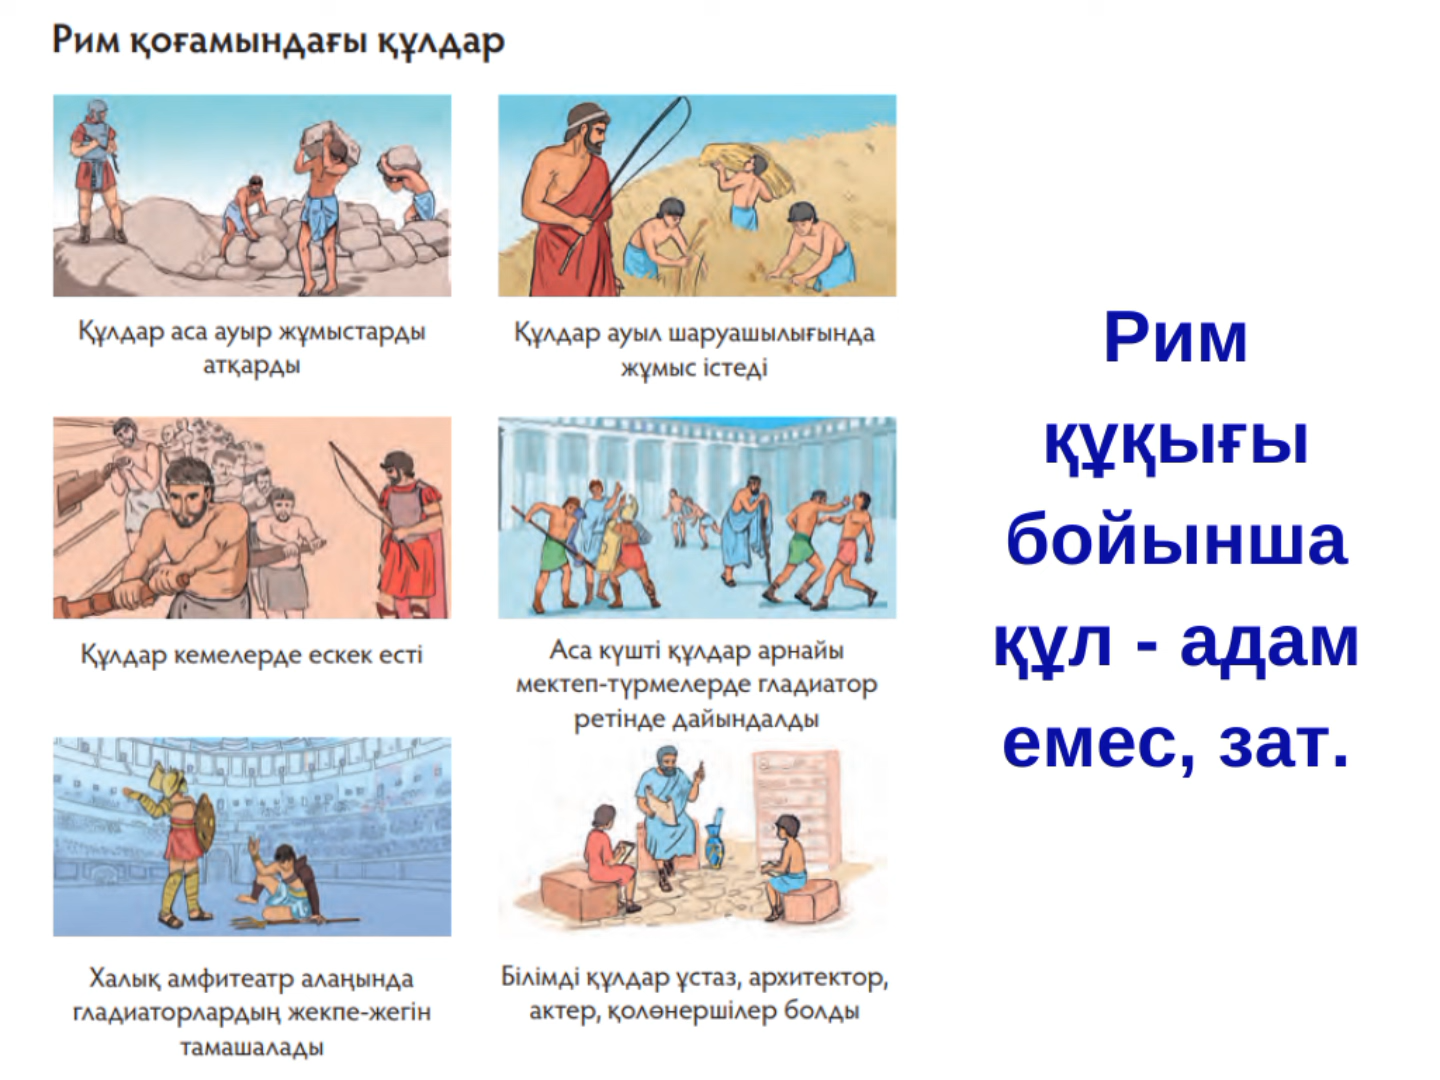 Рим қоғамындағы құлдар
Құлдар аса ауыр жұмыстарды
атқарды
Құлдар ауыл шаруашылығында
жұмыс істеді
Құлдар кемелерде ескек есті
Аса күшті құлдар арнайы
мектеп-түрмелерде гладиатор
ретінде дайындалды
Халық амфитеатр алаңында
гладиаторлардың жекпе-жегін
тамашалады
Білімді құлдар ұстаз, архитектор,
актер, қолөнершілер болды
Рим
құқығы
бойынша
құл - адам
емес, зат.